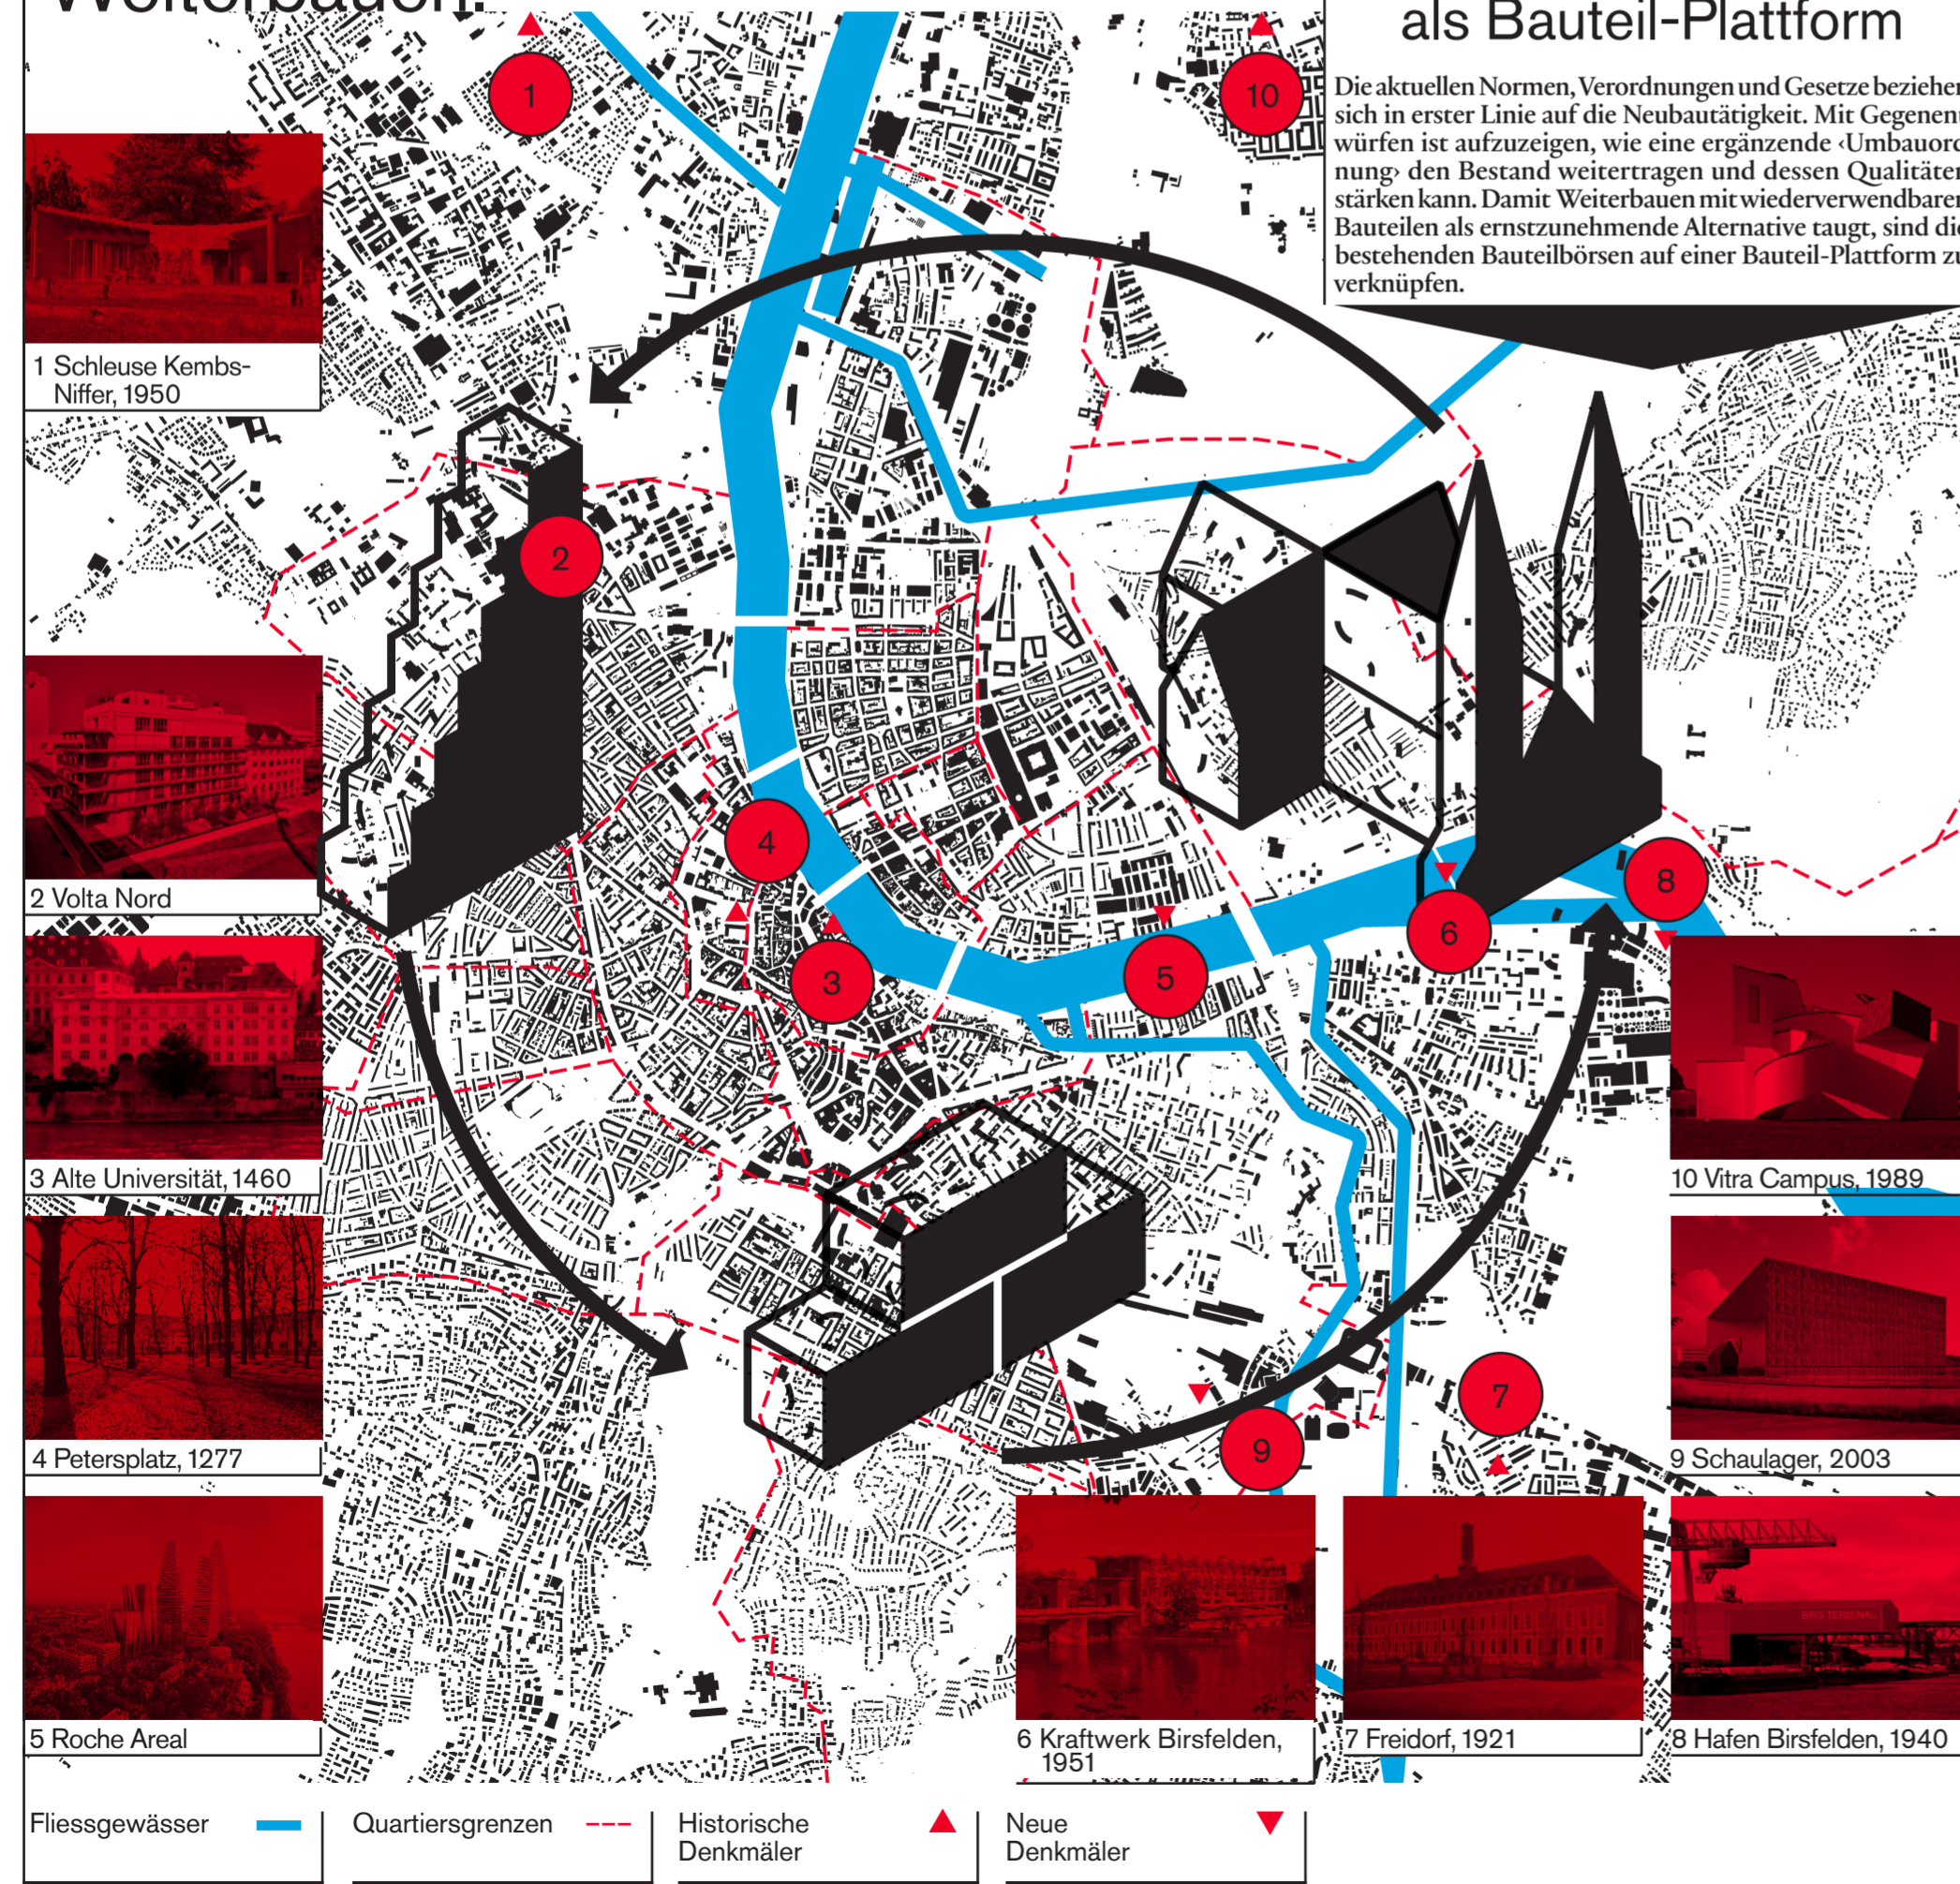 Weiterbauen.
als Bauteil-Plattform
Die aktuellen Normen, Verordnungen und Gesetze beziehen
sich in erster Linie auf die Neubautätigkeit. Mit Gegenent
würfen ist aufzuzeigen, wie eine ergänzende ‹Umbauord
nung› den Bestand weitertragen und dessen Qualitäten
stärken kann. Damit Weiterbauen mit wiederverwendbaren
Bauteilen als ernstzunehmende Alternative taugt, sind die
bestehenden Bauteilbörsen auf einer Bauteil-Plattform zu
verknüpfen.
1
10
1 Schleuse Kembs-
Niffer, 1950
2
2 Volta Nord
4
8
6
3
5
3 Alte Universität, 1460
10 Vitra Campus, 1989
4 Petersplatz, 1277
7
9
9 Schaulager, 2003
BIRS TERMINAL
5 Roche Areal
6 Kraftwerk Birsfelden,
1951
7 Freidorf, 1921
8 Hafen Birsfelden, 1940
Fliessgewässer
Quartiersgrenzen
Historische
Denkmäler
Neue
Denkmäler